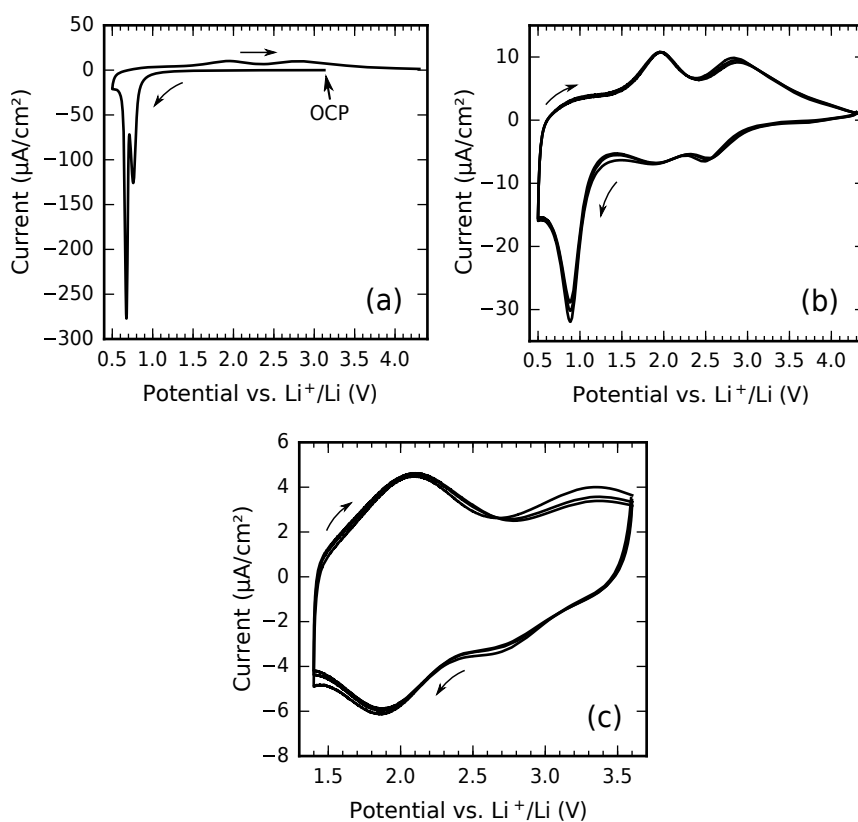 50
0
−50
−100
−150
−200
−250
−300
Current (µA/cm²)
OCP
(a)
0.5 1.0 1.5 2.0 2.5 3.0 3.5 4.0
Potential vs. Li⁺/Li (V)
10
0
−10
−20
−30
Current (µA/cm²)
(b)
0.5 1.0 1.5 2.0 2.5 3.0 3.5 4.0
Potential vs. Li⁺/Li (V)
6
4
2
0
−2
−4
−6
−8
Current (µA/cm²)
(c)
1.5 2.0 2.5 3.0 3.5
Potential vs. Li⁺/Li (V)